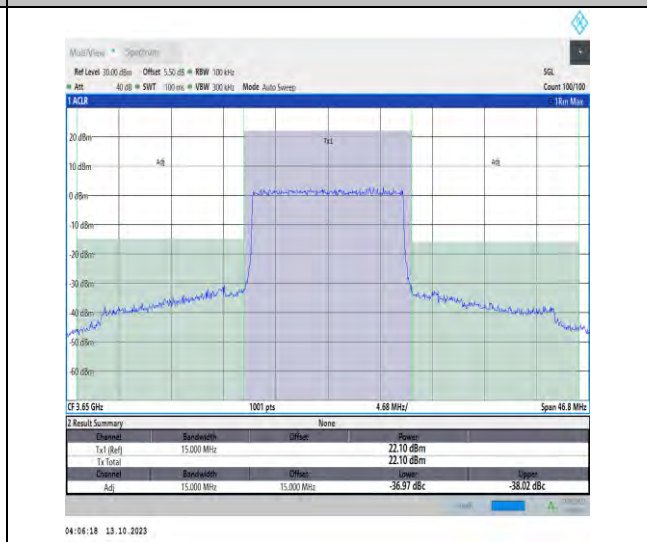 MultiView Spectrum
Ref Level 30.00 dBm Offset 5.50 dB RBW 100 kHz SGL
Att 40 dB SWT 100 ms VBW 300 kHz Mode Auto Sweep Count 100/100
1 ACLR 1Rm Max
20 dBm
Tx1
10 dBm
Adj
Adj
0 dBm
-10 dBm
-20 dBm
-30 dBm
-40 dBm
-50 dBm
-60 dBm
CF 3.65 GHz 1001 pts 4.68 MHz/ Span 46.8 MHz
2 Result Summary None
Channel Bandwidth Offset Power
Tx1 (Ref) 15.000 MHz 22.10 dBm
Tx Total 22.10 dBm
Channel Bandwidth Offset Lower Upper
Adj 15.000 MHz 15.000 MHz -36.97 dBc -38.02 dBc
04:06:18 13.10.2023